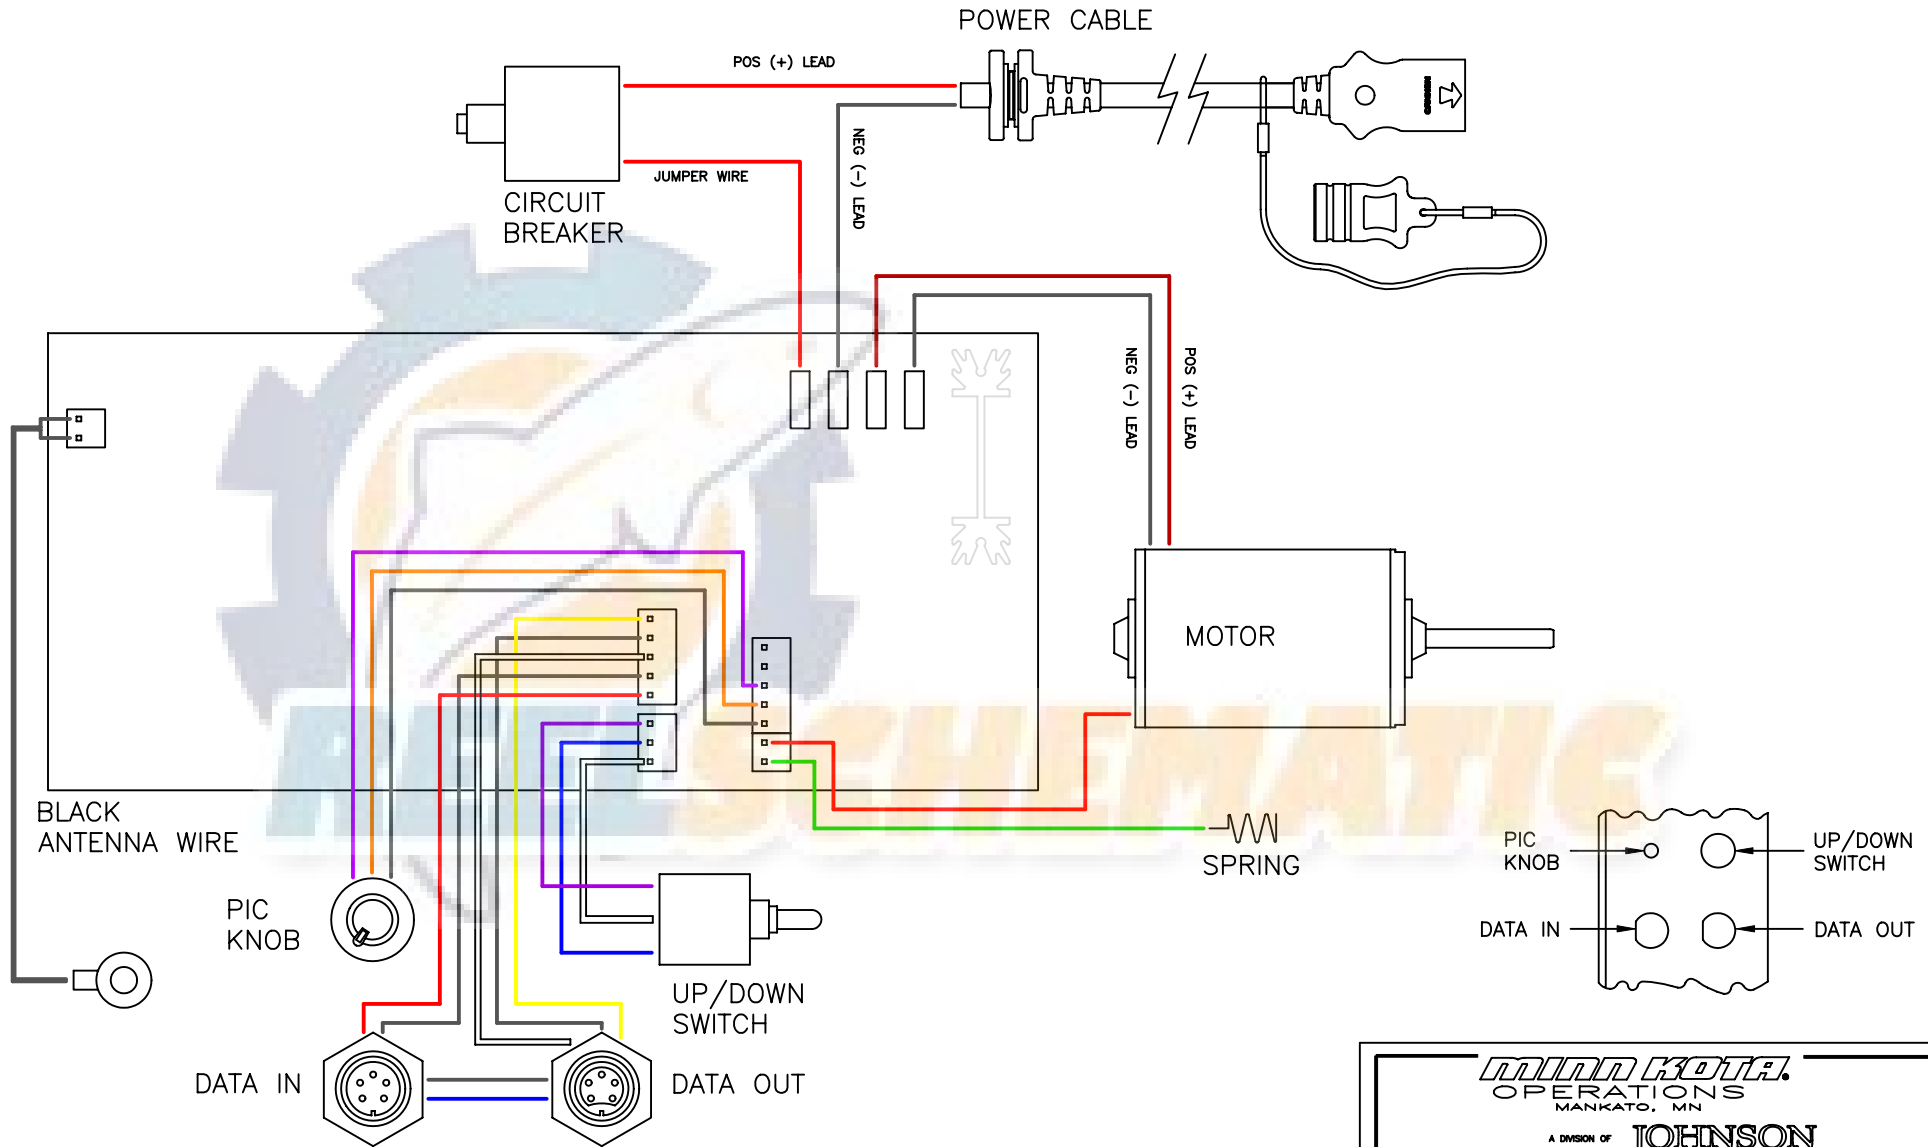 POWER CABLE
POS (+) LEAD
NEG (-) LEAD
JUMPER WIRE
CIRCUIT
BREAKER
NEG (-) LEAD
POS (+) LEAD
MOTOR
REEL SCHEMATIC
BLACK
ANTENNA WIRE
SPRING
PIC
KNOB
UP/DOWN
SWITCH
DATA IN
DATA OUT
PIC
KNOB
UP/DOWN
SWITCH
DATA IN
DATA OUT
MINN KOTA.
OPERATIONS
MANKATO, MN
A DIVISION OF JOHNSON